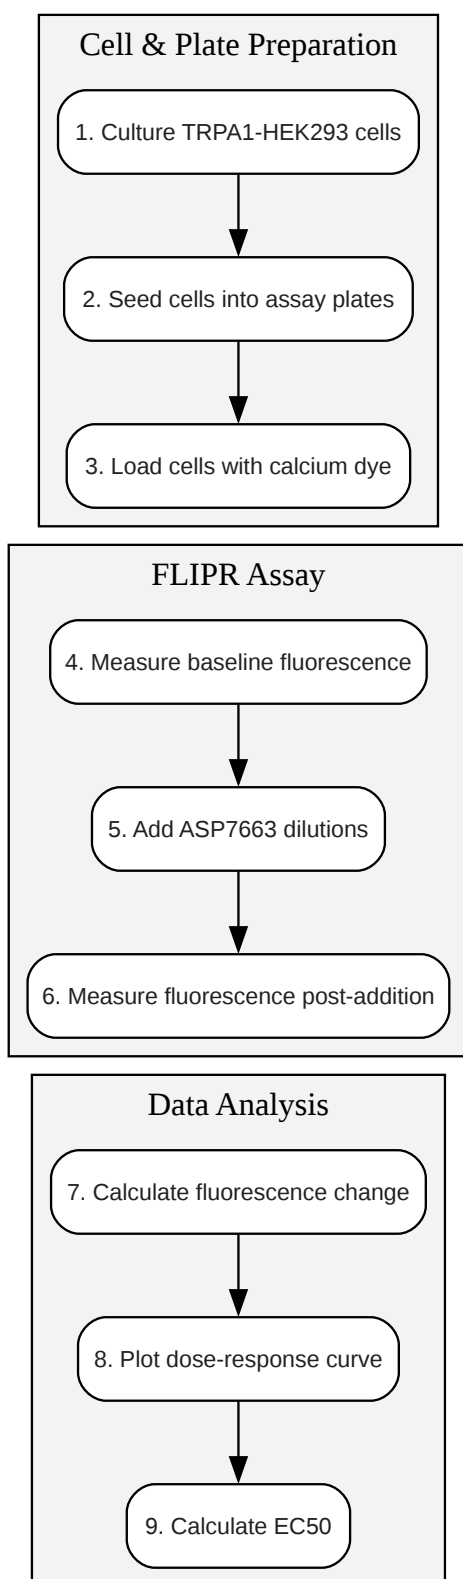 Cell & Plate Preparation
1. Culture TRPA1-HEK293 cells
2. Seed cells into assay plates
3. Load cells with calcium dye
FLIPR Assay
4. Measure baseline fluorescence
5. Add ASP7663 dilutions
6. Measure fluorescence post-addition
Data Analysis
7. Calculate fluorescence change
8. Plot dose-response curve
9. Calculate EC50